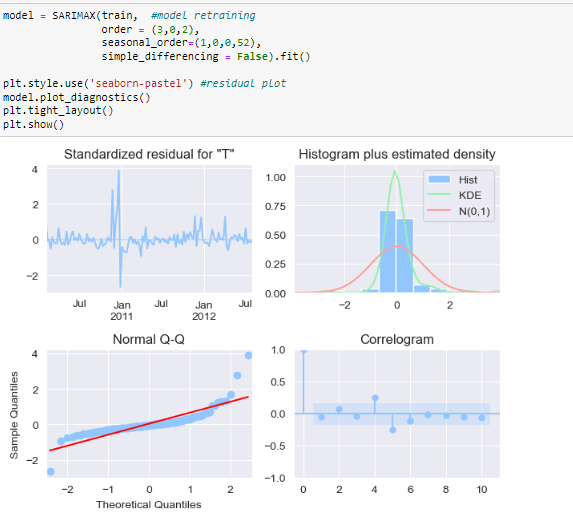 model = SARIMAX(train,  #model retraining
                order = (3,0,2),
                seasonal_order=(1,0,0,52),
                simple_differencing = False).fit()
plt.style.use('seaborn-pastel') #residual plot
model.plot_diagnostics()
plt.tight_layout()
plt.show()
Standardized residual for "T"
4
2
0
−2
Jul Jan Jul Jan Jul
2011 2012
Histogram plus estimated density
1.00
0.75
0.50
0.25
0.00
Hist
KDE
N(0,1)
−2 0 2
Normal Q-Q
Sample Quantiles
4
2
0
−2
−2 −1 0 1 2
Theoretical Quantiles
Correlogram
1.0
0.5
0.0
−0.5
−1.0
0 2 4 6 8 10